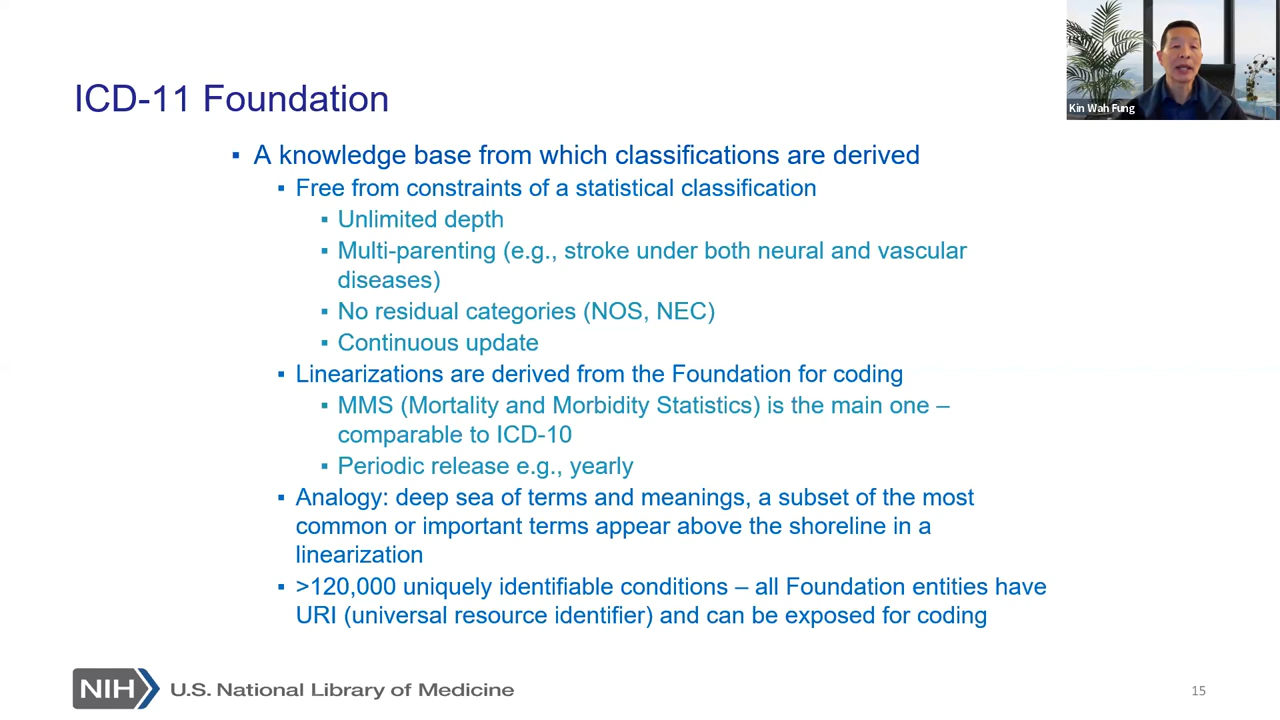 Kin Wah Fung
ICD-11 Foundation
▪ A knowledge base from which classifications are derived
▪ Free from constraints of a statistical classification
▪ Unlimited depth
▪ Multi-parenting (e.g., stroke under both neural and vascular
diseases)
▪ No residual categories (NOS, NEC)
▪ Continuous update
▪ Linearizations are derived from the Foundation for coding
▪ MMS (Mortality and Morbidity Statistics) is the main one –
comparable to ICD-10
▪ Periodic release e.g., yearly
▪ Analogy: deep sea of terms and meanings, a subset of the most
common or important terms appear above the shoreline in a
linearization
▪ >120,000 uniquely identifiable conditions – all Foundation entities have
URI (universal resource identifier) and can be exposed for coding
NIH U.S. National Library of Medicine
15